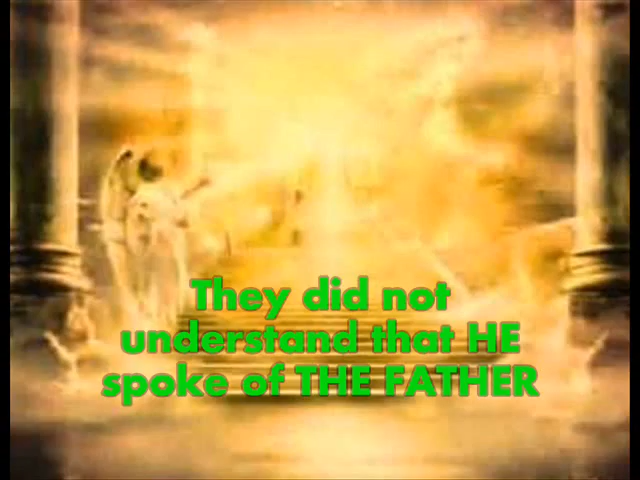 They did not
understand that HE
spoke of THE FATHER